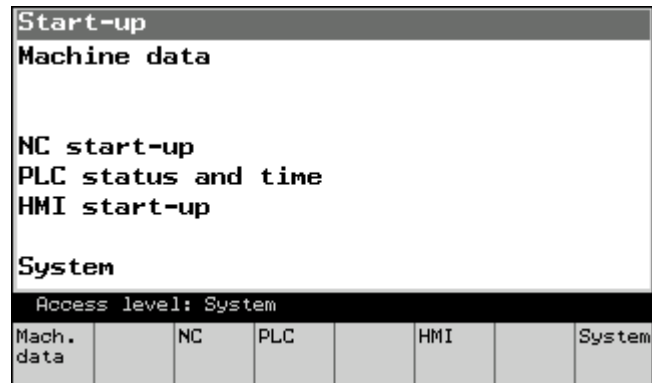 Start-up
Machine data
NC start-up
PLC status and time
HMI start-up
System
Access level: System
Mach. data NC PLC HMI System